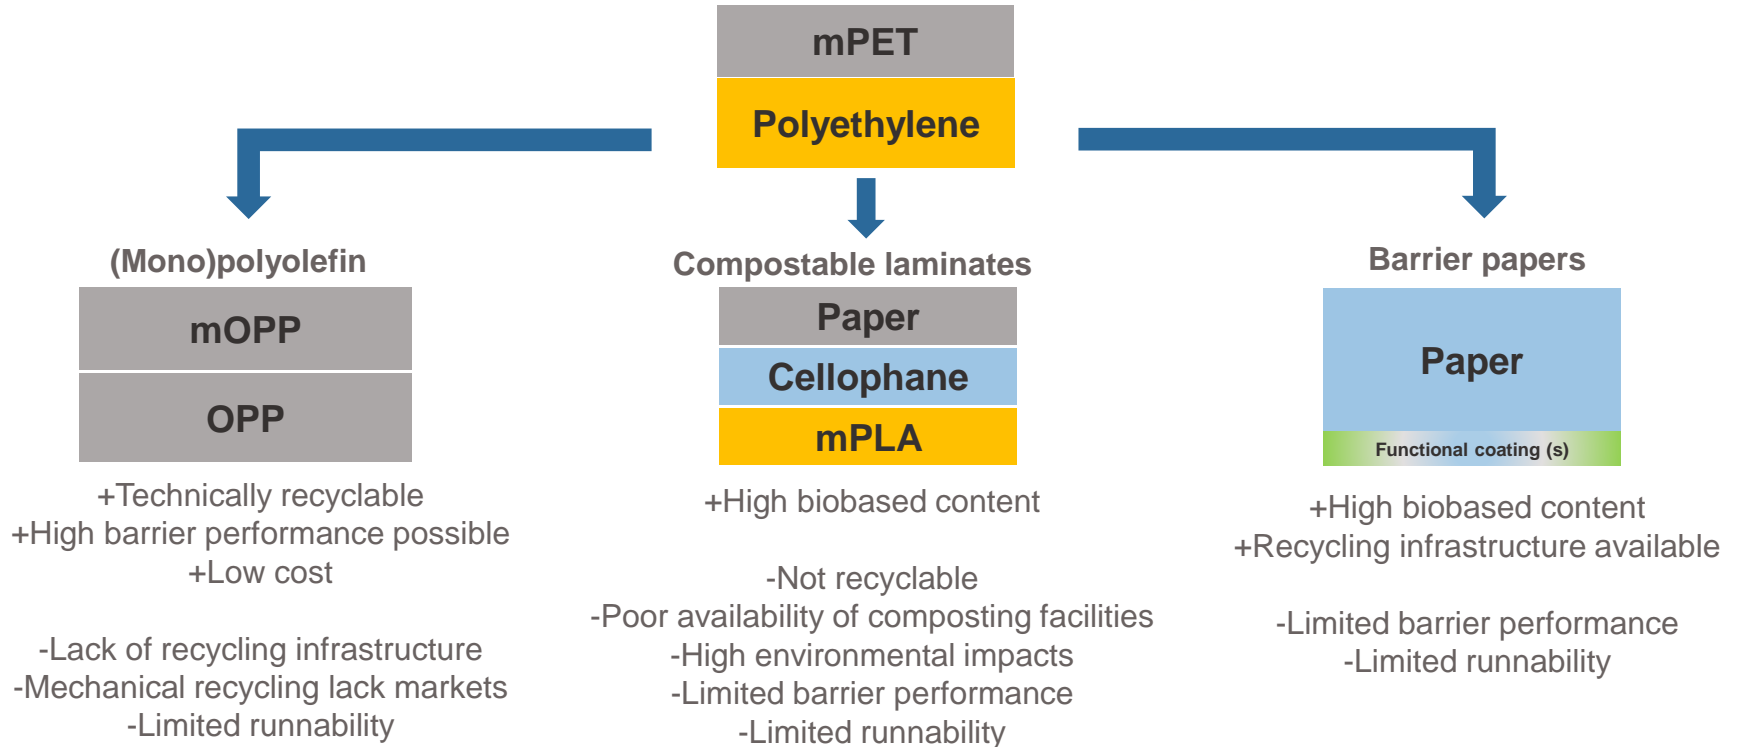 mPET
Polyethylene
(Mono)polyolefin
mOPP
OPP
+Technically recyclable
+High barrier performance possible
+Low cost
-Lack of recycling infrastructure
-Mechanical recycling lack markets
-Limited runnability
Compostable laminates
Paper
Cellophane
mPLA
+High biobased content
-Not recyclable
-Poor availability of composting facilities
-High environmental impacts
-Limited barrier performance
-Limited runnability
Barrier papers
Paper
Functional coating (s)
+High biobased content
+Recycling infrastructure available
-Limited barrier performance
-Limited runnability